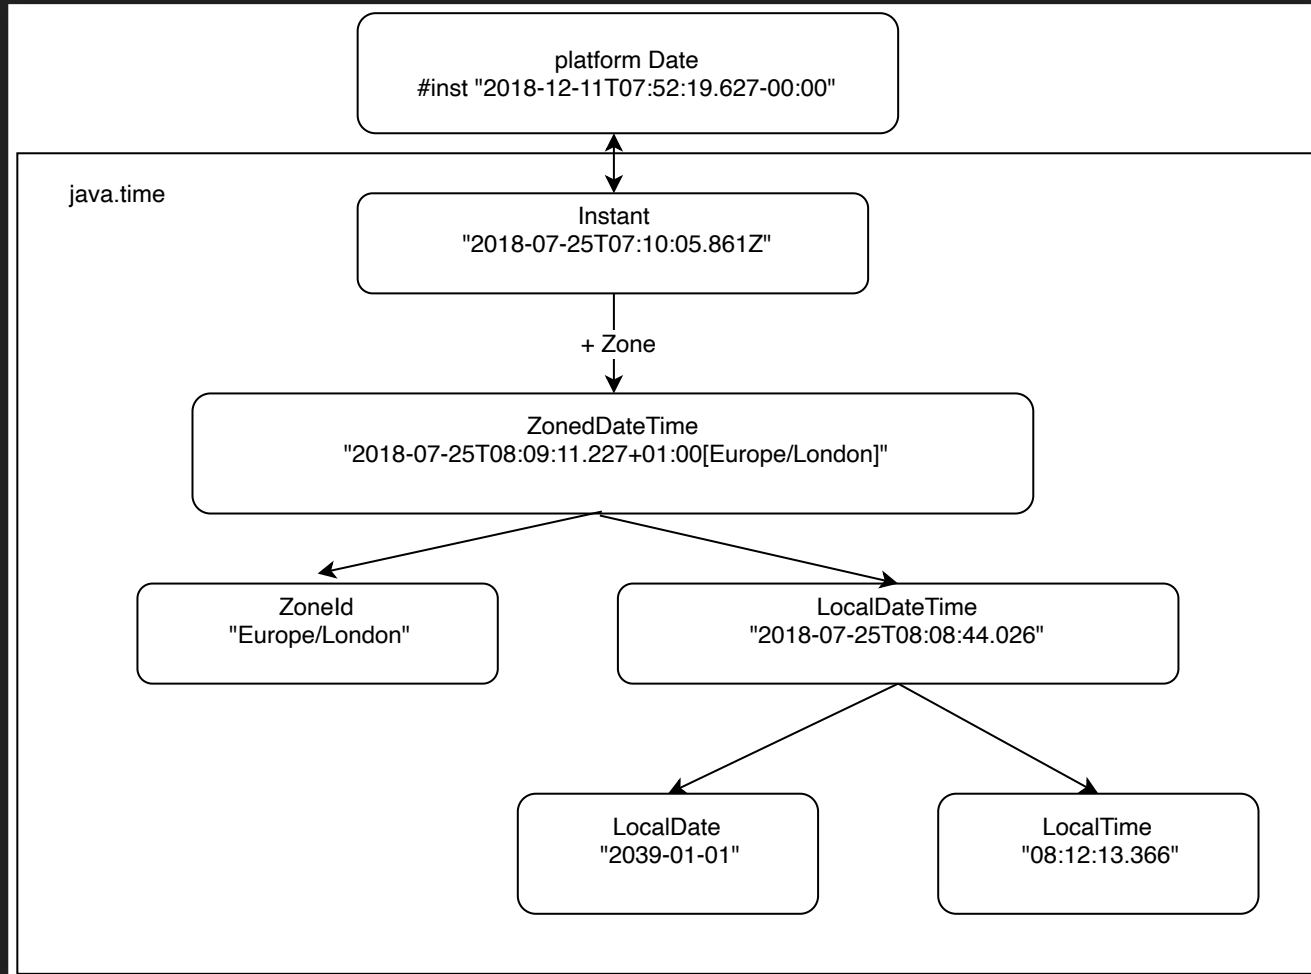 platform Date
#inst "2018-12-11T07:52:19.627-00:00"
java.time
Instant
"2018-07-25T07:10:05.861Z"
+ Zone
ZonedDateTime
"2018-07-25T08:09:11.227+01:00[Europe/London]"
ZoneId
"Europe/London"
LocalDateTime
"2018-07-25T08:08:44.026"
LocalDate
"2039-01-01"
LocalTime
"08:12:13.366"